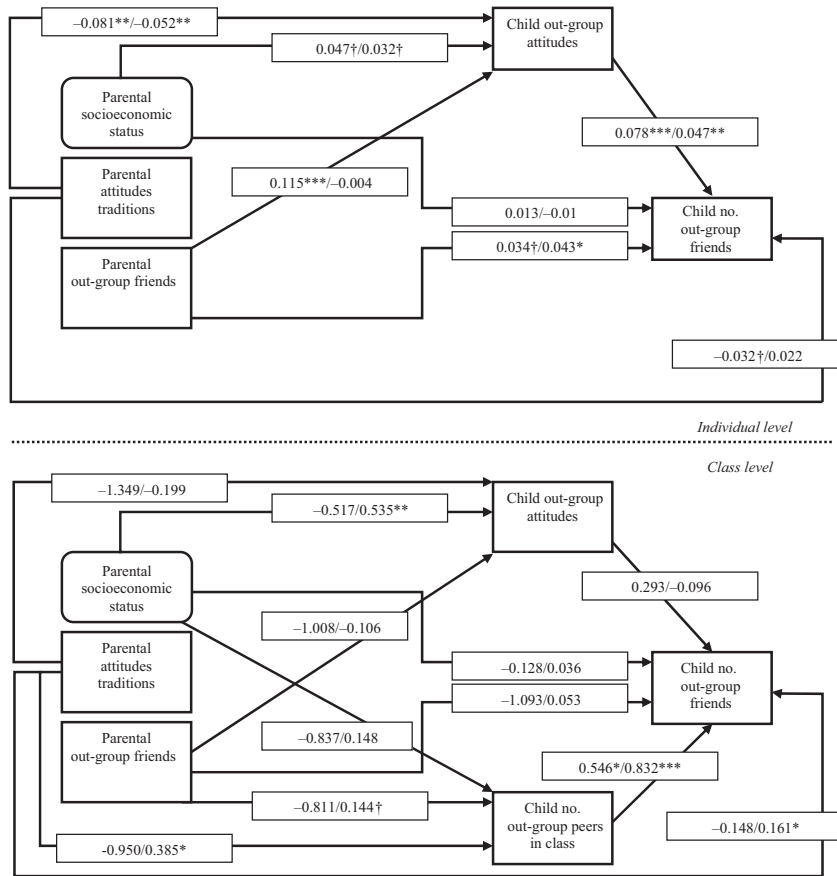 –0.081**/–0.052**
Child out-group
attitudes
0.047†/0.032†
Parental
socioeconomic
status
0.078***/0.047**
Parental
attitudes
traditions
0.115***/–0.004
0.013/–0.01
Child no.
out-group
friends
Parental
out-group friends
0.034†/0.043*
–0.032†/0.022
Individual level
Class level
–1.349/–0.199
Child out-group
attitudes
–0.517/0.535**
Parental
socioeconomic
status
0.293/–0.096
–1.008/–0.106
Parental
attitudes
traditions
–0.128/0.036
Child no.
out-group
friends
–1.093/0.053
Parental
out-group friends
–0.837/0.148
0.546*/0.832***
–0.811/0.144†
Child no.
out-group peers
in class
–0.148/0.161*
-0.950/0.385*